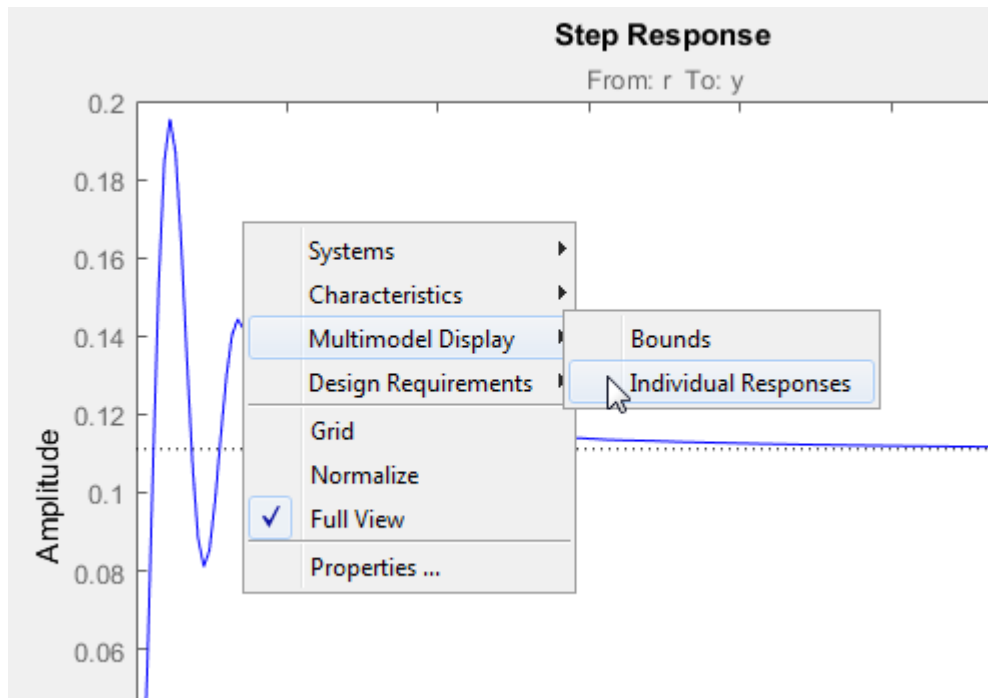 Step Response
From: r To: y
0.2
0.18
0.16
0.14
0.12
0.1
0.08
0.06
Amplitude
Systems
Characteristics
Multimodel Display
Design Requirements
Grid
Normalize
Full View
Properties ...
Bounds
Individual Responses